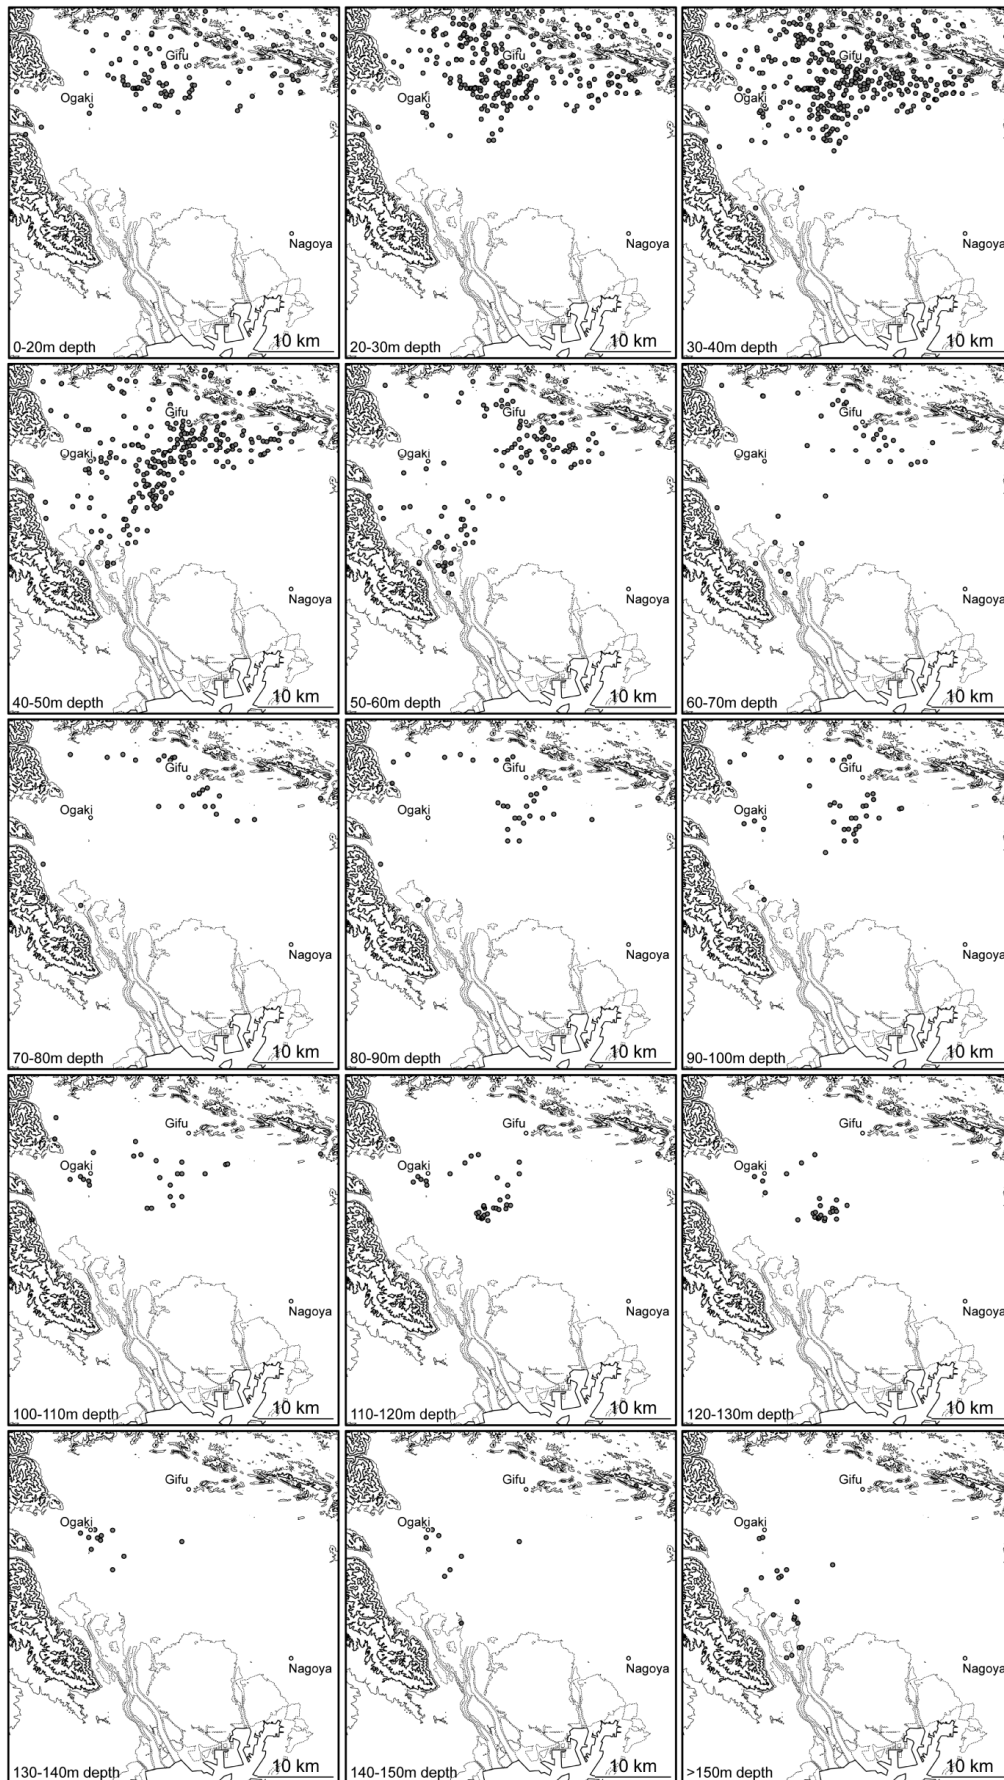 Gifu
Ogaki
Nagoya
0-20m depth
10 km
Gifu
Ogaki
Nagoya
20-30m depth
10 km
Gifu
Ogaki
Nagoya
30-40m depth
10 km
Gifu
Ogaki
Nagoya
40-50m depth
10 km
Gifu
Ogaki
Nagoya
50-60m depth
10 km
Gifu
Ogaki
Nagoya
60-70m depth
10 km
Gifu
Ogaki
Nagoya
70-80m depth
10 km
Gifu
Ogaki
Nagoya
80-90m depth
10 km
Gifu
Ogaki
Nagoya
90-100m depth
10 km
Gifu
Ogaki
Nagoya
100-110m depth
10 km
Gifu
Ogaki
Nagoya
110-120m depth
10 km
Gifu
Ogaki
Nagoya
120-130m depth
10 km
Gifu
Ogaki
Nagoya
130-140m depth
10 km
Gifu
Ogaki
Nagoya
140-150m depth
10 km
Gifu
Ogaki
Nagoya
>150m depth
10 km